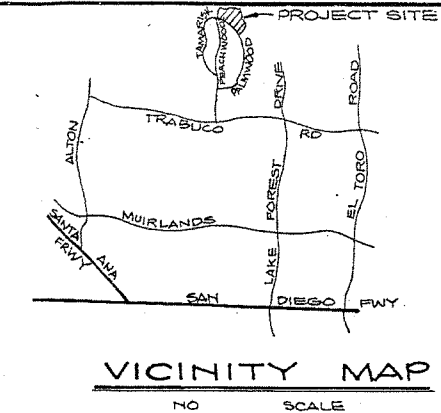 PROJECT SITE
TAMARISK
PEACHWOOD
ALMWOOD
DRIVE
ROAD
ALTON
TRABUCO RD
FOREST
EL TORO
SANTA ANA
FRWY
MUIRLANDS
LAKE
SAN DIEGO FWY
VICINITY MAP
NO SCALE